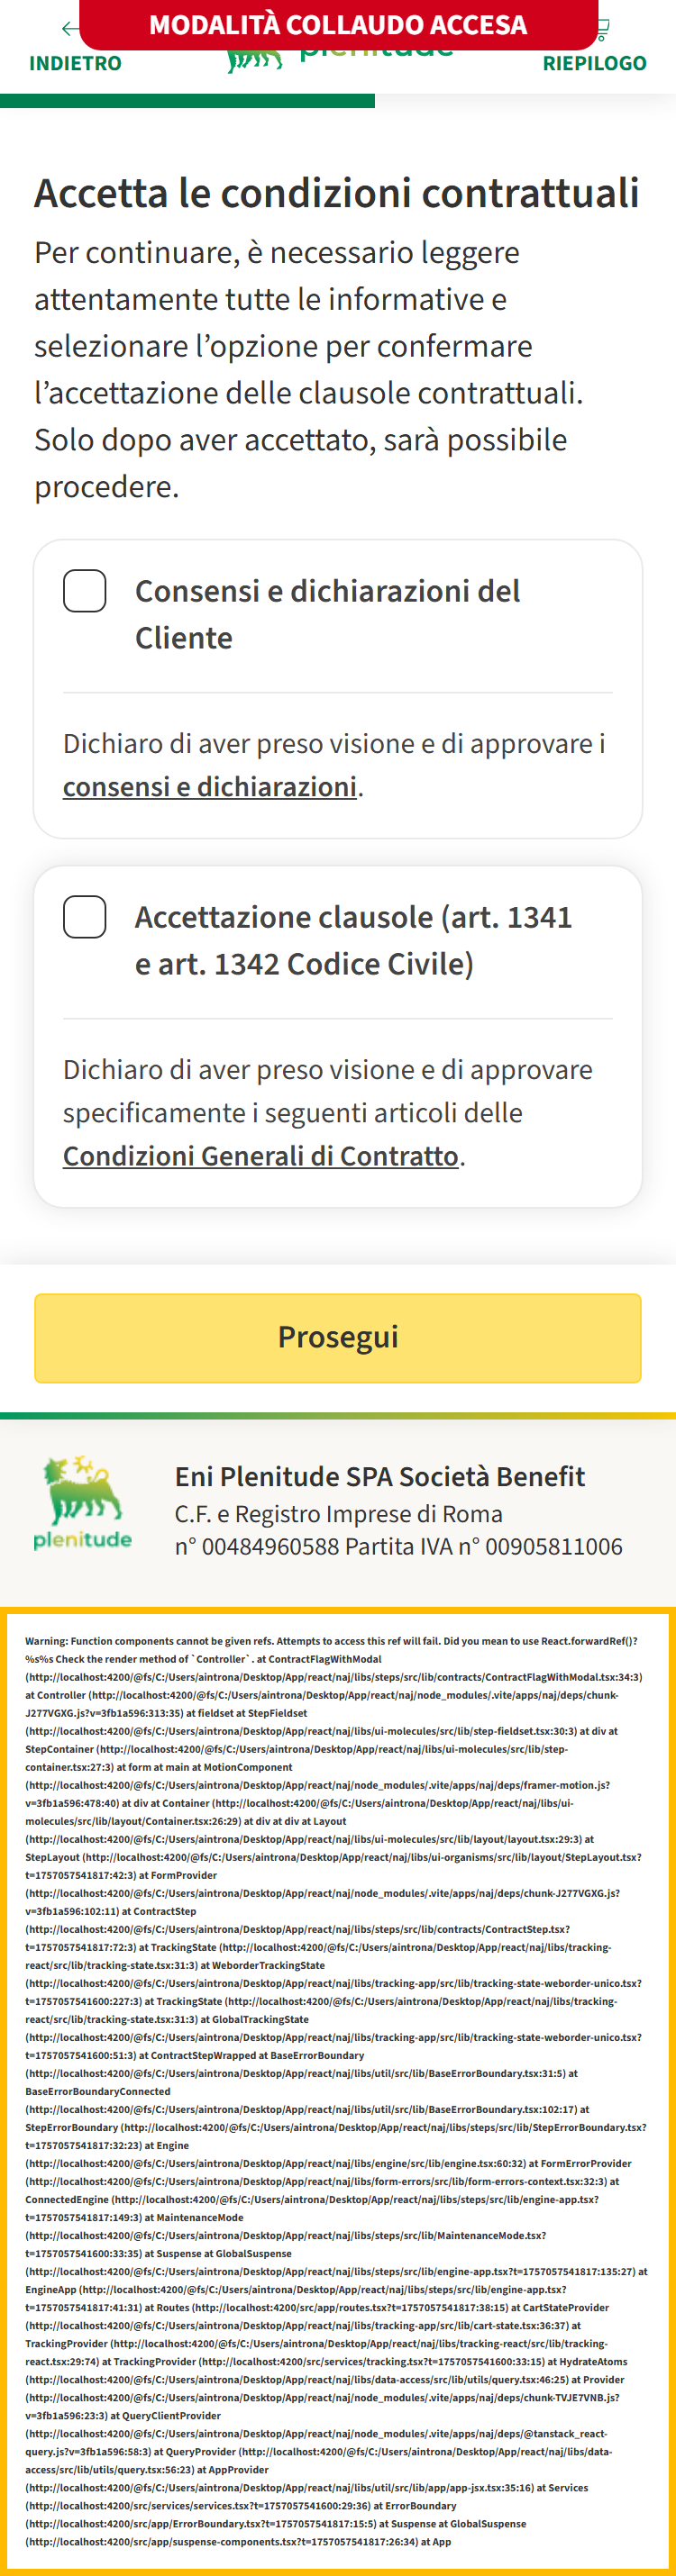 MODALITÀ COLLAUDO ACCESA
INDIETRO
plenitude
RIEPILOGO
Accetta le condizioni contrattuali
Per continuare, è necessario leggere
attentamente tutte le informative e
selezionare l’opzione per confermare
l’accettazione delle clausole contrattuali.
Solo dopo aver accettato, sarà possibile
procedere.
Consensi e dichiarazioni del
Cliente
Dichiaro di aver preso visione e di approvare i
consensi e dichiarazioni.
Accettazione clausole (art. 1341
e art. 1342 Codice Civile)
Dichiaro di aver preso visione e di approvare
specificamente i seguenti articoli delle
Condizioni Generali di Contratto.
Prosegui
plenitude
Eni Plenitude SPA Società Benefit
C.F. e Registro Imprese di Roma
n° 00484960588 Partita IVA n° 00905811006
Warning: Function components cannot be given refs. Attempts to access this ref will fail. Did you mean to use React.forwardRef()?
%s%s Check the render method of `Controller`. at ContractFlagWithModal
(http://localhost:4200/@fs/C:/Users/aintrona/Desktop/App/react/naj/libs/steps/src/lib/contracts/ContractFlagWithModal.tsx:34:3)
at Controller (http://localhost:4200/@fs/C:/Users/aintrona/Desktop/App/react/naj/node_modules/.vite/apps/naj/deps/chunk-
J277VGXG.js?v=3fb1a596:313:35) at fieldset at StepFieldset
(http://localhost:4200/@fs/C:/Users/aintrona/Desktop/App/react/naj/libs/ui-molecules/src/lib/step-fieldset.tsx:30:3) at div at
StepContainer (http://localhost:4200/@fs/C:/Users/aintrona/Desktop/App/react/naj/libs/ui-molecules/src/lib/step-
container.tsx:27:3) at form at main at MotionComponent
(http://localhost:4200/@fs/C:/Users/aintrona/Desktop/App/react/naj/node_modules/.vite/apps/naj/deps/framer-motion.js?
v=3fb1a596:478:40) at div at Container (http://localhost:4200/@fs/C:/Users/aintrona/Desktop/App/react/naj/libs/ui-
molecules/src/lib/layout/Container.tsx:26:29) at div at div at Layout
(http://localhost:4200/@fs/C:/Users/aintrona/Desktop/App/react/naj/libs/ui-molecules/src/lib/layout/layout.tsx:29:3) at
StepLayout (http://localhost:4200/@fs/C:/Users/aintrona/Desktop/App/react/naj/libs/ui-organisms/src/lib/layout/StepLayout.tsx?
t=1757057541817:42:3) at FormProvider
(http://localhost:4200/@fs/C:/Users/aintrona/Desktop/App/react/naj/node_modules/.vite/apps/naj/deps/chunk-J277VGXG.js?
v=3fb1a596:102:11) at ContractStep
(http://localhost:4200/@fs/C:/Users/aintrona/Desktop/App/react/naj/libs/steps/src/lib/contracts/ContractStep.tsx?
t=1757057541817:72:3) at TrackingState (http://localhost:4200/@fs/C:/Users/aintrona/Desktop/App/react/naj/libs/tracking-
react/src/lib/tracking-state.tsx:31:3) at WeborderTrackingState
(http://localhost:4200/@fs/C:/Users/aintrona/Desktop/App/react/naj/libs/tracking-app/src/lib/tracking-state-weborder-unico.tsx?
t=1757057541600:227:3) at TrackingState (http://localhost:4200/@fs/C:/Users/aintrona/Desktop/App/react/naj/libs/tracking-
react/src/lib/tracking-state.tsx:31:3) at GlobalTrackingState
(http://localhost:4200/@fs/C:/Users/aintrona/Desktop/App/react/naj/libs/tracking-app/src/lib/tracking-state-weborder-unico.tsx?
t=1757057541600:51:3) at ContractStepWrapped at BaseErrorBoundary
(http://localhost:4200/@fs/C:/Users/aintrona/Desktop/App/react/naj/libs/util/src/lib/BaseErrorBoundary.tsx:31:5) at
BaseErrorBoundaryConnected
(http://localhost:4200/@fs/C:/Users/aintrona/Desktop/App/react/naj/libs/util/src/lib/BaseErrorBoundary.tsx:102:17) at
StepErrorBoundary (http://localhost:4200/@fs/C:/Users/aintrona/Desktop/App/react/naj/libs/steps/src/lib/StepErrorBoundary.tsx?
t=1757057541817:32:23) at Engine
(http://localhost:4200/@fs/C:/Users/aintrona/Desktop/App/react/naj/libs/engine/src/lib/engine.tsx:60:32) at FormErrorProvider
(http://localhost:4200/@fs/C:/Users/aintrona/Desktop/App/react/naj/libs/form-errors/src/lib/form-errors-context.tsx:32:3) at
ConnectedEngine (http://localhost:4200/@fs/C:/Users/aintrona/Desktop/App/react/naj/libs/steps/src/lib/engine-app.tsx?
t=1757057541817:149:3) at MaintenanceMode
(http://localhost:4200/@fs/C:/Users/aintrona/Desktop/App/react/naj/libs/steps/src/lib/MaintenanceMode.tsx?
t=1757057541600:33:35) at Suspense at GlobalSuspense
(http://localhost:4200/@fs/C:/Users/aintrona/Desktop/App/react/naj/libs/steps/src/lib/engine-app.tsx?t=1757057541817:135:27) at
EngineApp (http://localhost:4200/@fs/C:/Users/aintrona/Desktop/App/react/naj/libs/steps/src/lib/engine-app.tsx?
t=1757057541817:41:31) at Routes (http://localhost:4200/src/app/routes.tsx?t=1757057541817:38:15) at CartStateProvider
(http://localhost:4200/@fs/C:/Users/aintrona/Desktop/App/react/naj/libs/tracking-app/src/lib/cart-state.tsx:36:37) at
TrackingProvider (http://localhost:4200/@fs/C:/Users/aintrona/Desktop/App/react/naj/libs/tracking-react/src/lib/tracking-
react.tsx:29:74) at TrackingProvider (http://localhost:4200/src/services/tracking.tsx?t=1757057541600:33:15) at HydrateAtoms
(http://localhost:4200/@fs/C:/Users/aintrona/Desktop/App/react/naj/libs/data-access/src/lib/utils/query.tsx:46:25) at Provider
(http://localhost:4200/@fs/C:/Users/aintrona/Desktop/App/react/naj/node_modules/.vite/apps/naj/deps/chunk-TVJE7VNB.js?
v=3fb1a596:23:3) at QueryClientProvider
(http://localhost:4200/@fs/C:/Users/aintrona/Desktop/App/react/naj/node_modules/.vite/apps/naj/deps/@tanstack_react-
query.js?v=3fb1a596:58:3) at QueryProvider (http://localhost:4200/@fs/C:/Users/aintrona/Desktop/App/react/naj/libs/data-
access/src/lib/utils/query.tsx:56:23) at AppProvider
(http://localhost:4200/@fs/C:/Users/aintrona/Desktop/App/react/naj/libs/util/src/lib/app/app-jsx.tsx:35:16) at Services
(http://localhost:4200/src/services/services.tsx?t=1757057541600:29:36) at ErrorBoundary
(http://localhost:4200/src/app/ErrorBoundary.tsx?t=1757057541817:15:5) at Suspense at GlobalSuspense
(http://localhost:4200/src/app/suspense-components.tsx?t=1757057541817:26:34) at App